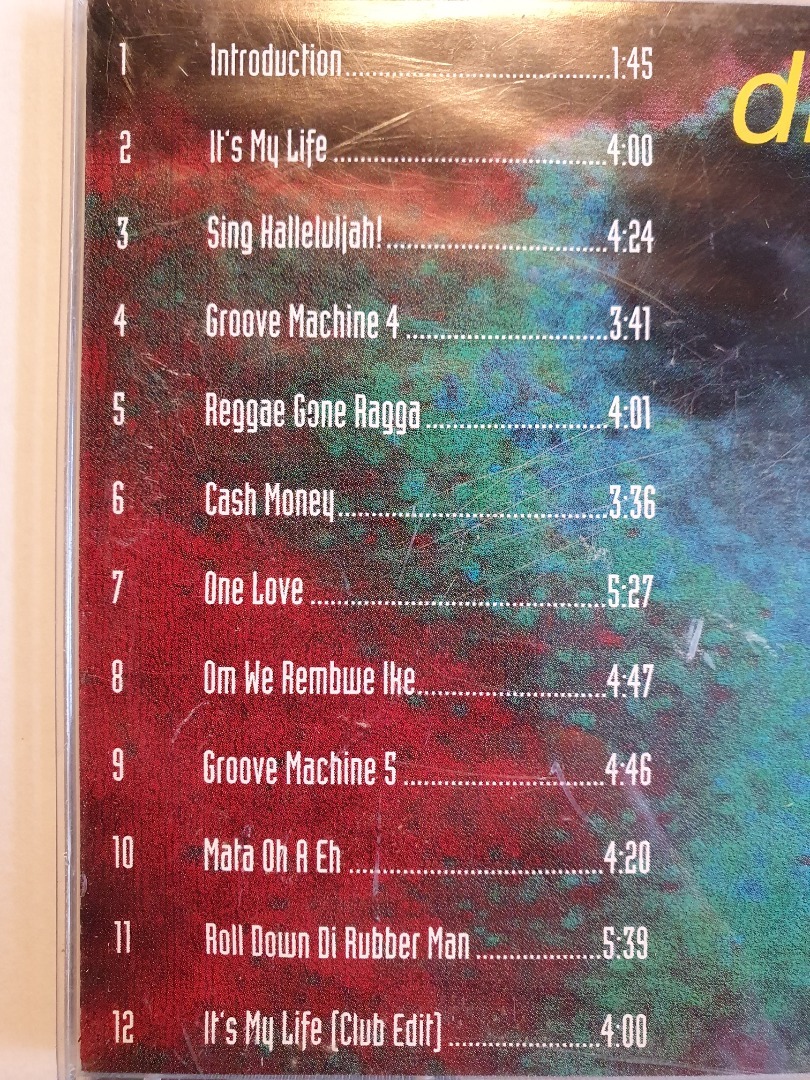 1 Introduction 1:45
2 It's My Life 4:00
3 Sing Halleluljah! 4:24
4 Groove Machine 4 3:41
5 Reggae Gone Ragga 4:01
6 Cash Money 3:36
7 One Love 5:27
8 Om We Rembwe Ike 4:47
9 Groove Machine 5 4:46
10 Mata Oh A Eh 4:20
11 Roll Down Di Rubber Man 5:39
12 It's My Life [Club Edit] 4:00